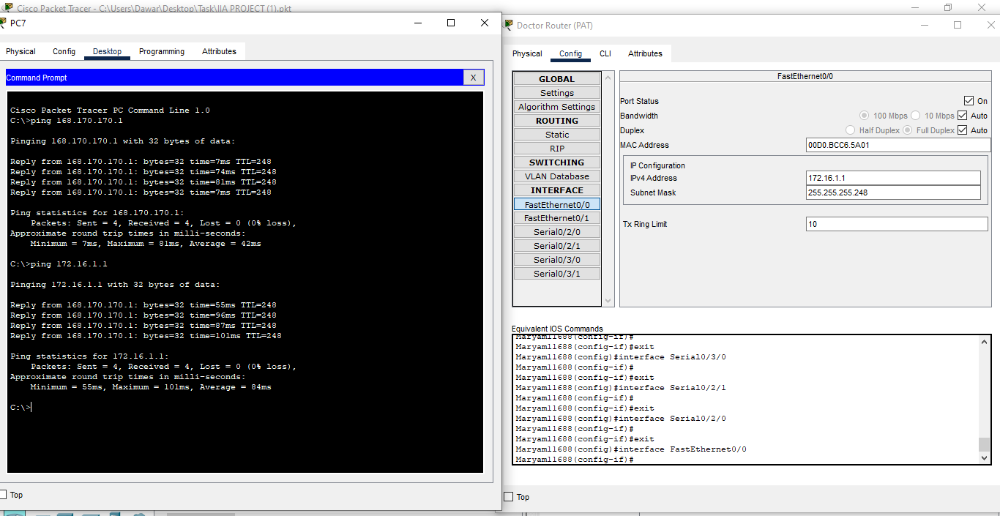 Cisco Packet Tracer - C:\Users\Dawar\Desktop\Task\IIA PROJECT (1).pkt
PC7
Physical Config Desktop Programming Attributes
Command Prompt X
Cisco Packet Tracer PC Command Line 1.0
C:\>ping 168.170.170.1
Pinging 168.170.170.1 with 32 bytes of data:
Reply from 168.170.170.1: bytes=32 time=7ms TTL=248
Reply from 168.170.170.1: bytes=32 time=74ms TTL=248
Reply from 168.170.170.1: bytes=32 time=81ms TTL=248
Reply from 168.170.170.1: bytes=32 time=7ms TTL=248
Ping statistics for 168.170.170.1:
Packets: Sent = 4, Received = 4, Lost = 0 (0% loss),
Approximate round trip times in milli-seconds:
Minimum = 7ms, Maximum = 81ms, Average = 42ms
C:\>ping 172.16.1.1
Pinging 172.16.1.1 with 32 bytes of data:
Reply from 168.170.170.1: bytes=32 time=55ms TTL=248
Reply from 168.170.170.1: bytes=32 time=96ms TTL=248
Reply from 168.170.170.1: bytes=32 time=87ms TTL=248
Reply from 168.170.170.1: bytes=32 time=101ms TTL=248
Ping statistics for 172.16.1.1:
Packets: Sent = 4, Received = 4, Lost = 0 (0% loss),
Approximate round trip times in milli-seconds:
Minimum = 55ms, Maximum = 101ms, Average = 84ms
C:\>
Top
Doctor Router (PAT)
Physical Config CLI Attributes
GLOBAL
Settings
Algorithm Settings
ROUTING
Static
RIP
SWITCHING
VLAN Database
INTERFACE
FastEthernet0/0
FastEthernet0/1
Serial0/2/0
Serial0/2/1
Serial0/3/0
Serial0/3/1
FastEthernet0/0
Port Status On
Bandwidth 100 Mbps 10 Mbps Auto
Duplex Half Duplex Full Duplex Auto
MAC Address 00D0.BCC6.5A01
IP Configuration
IPv4 Address 172.16.1.1
Subnet Mask 255.255.255.248
Tx Ring Limit 10
Equivalent IOS Commands
Maryam11688(config-if)#
Maryam11688(config-if)#exit
Maryam11688(config)#interface Serial0/3/0
Maryam11688(config-if)#
Maryam11688(config-if)#exit
Maryam11688(config)#interface Serial0/2/1
Maryam11688(config-if)#
Maryam11688(config-if)#exit
Maryam11688(config)#interface Serial0/2/0
Maryam11688(config-if)#
Maryam11688(config-if)#exit
Maryam11688(config)#interface FastEthernet0/0
Maryam11688(config-if)#
Top